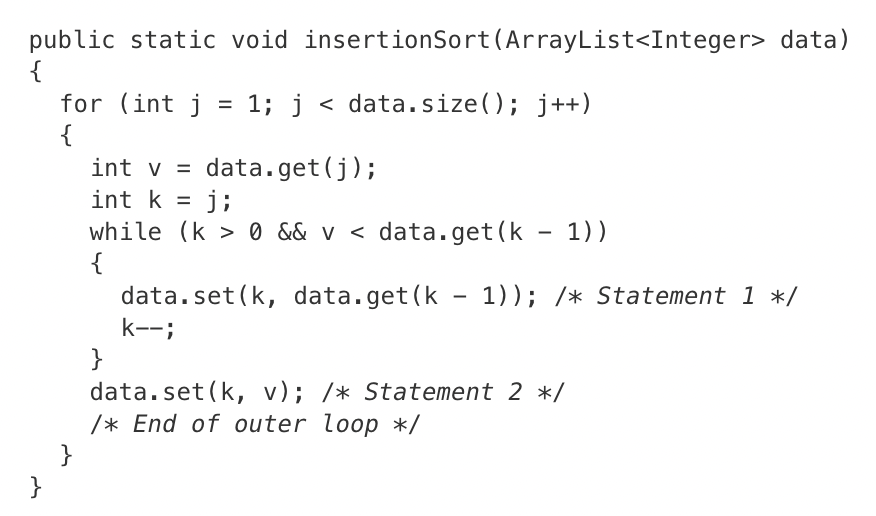 public static void insertionSort(ArrayList<Integer> data)
{
for (int j = 1; j < data.size(); j++)
{
int v = data.get(j);
int k = j;
while (k > 0 && v < data.get(k - 1))
{
data.set(k, data.get(k - 1)); /* Statement 1 */
k--;
}
data.set(k, v); /* Statement 2 */
/* End of outer loop */
}
}